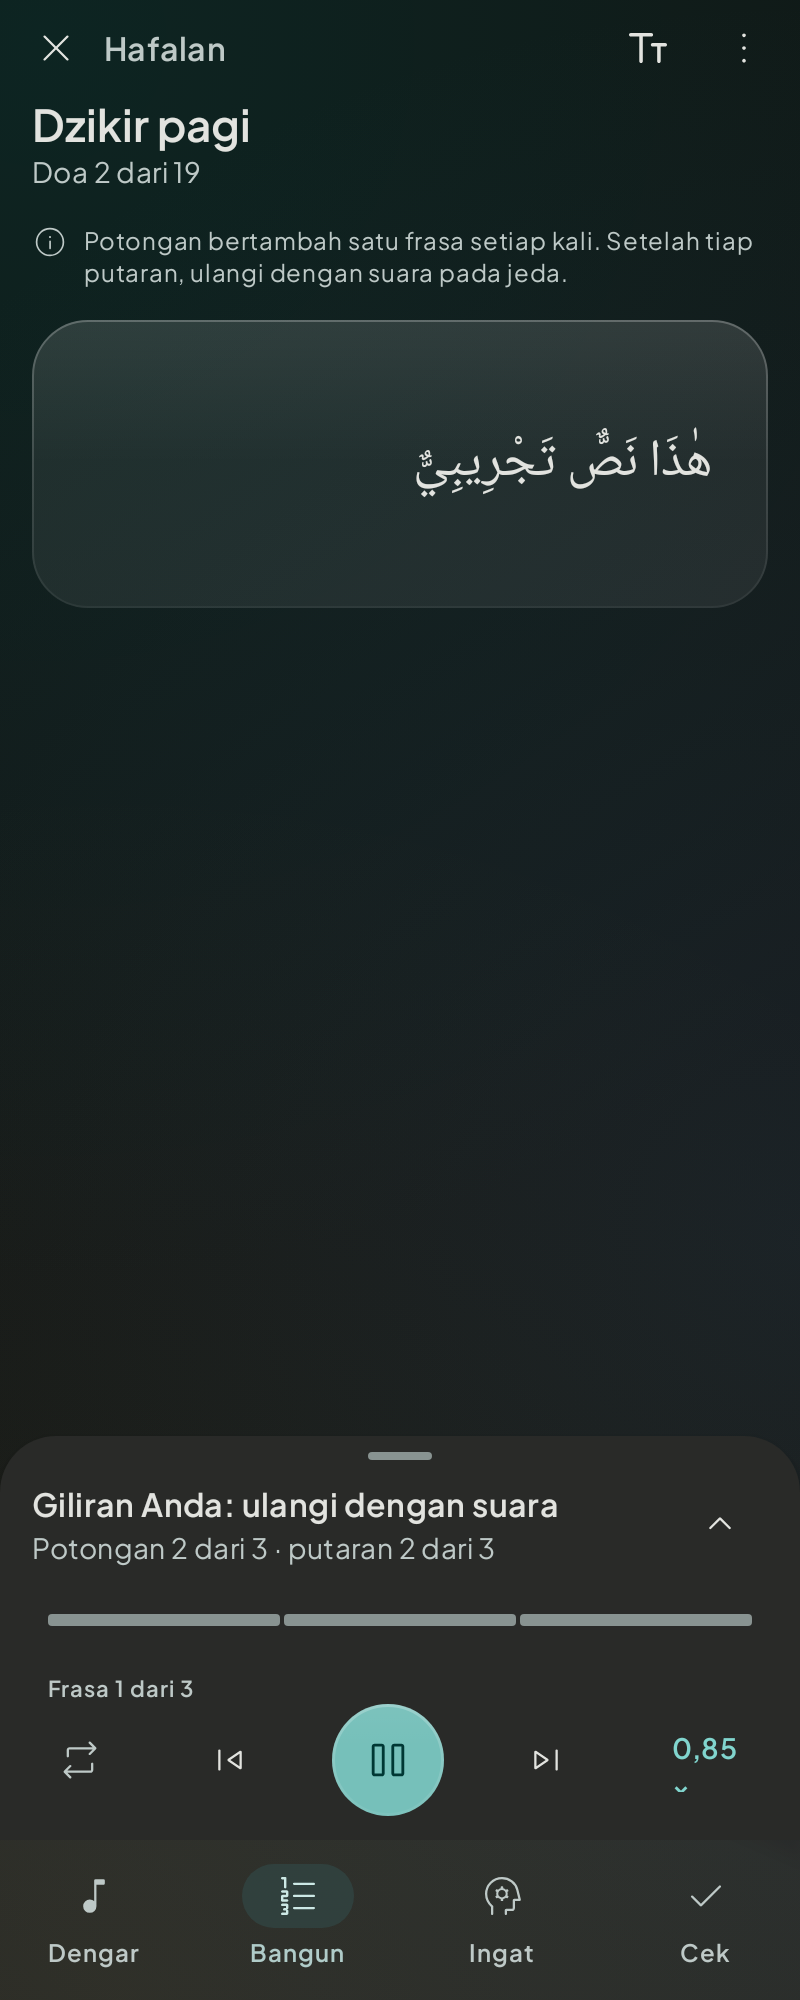 Hafalan
Dzikir pagi
Doa 2 dari 19
Potongan bertambah satu frasa setiap kali. Setelah tiap
putaran, ulangi dengan suara pada jeda.
هٰذَا نَصٌّ تَجْرِيبِيٌّ
Giliran Anda: ulangi dengan suara
Potongan 2 dari 3 · putaran 2 dari 3
Frasa 1 dari 3
0,85
Dengar
Bangun
Ingat
Cek